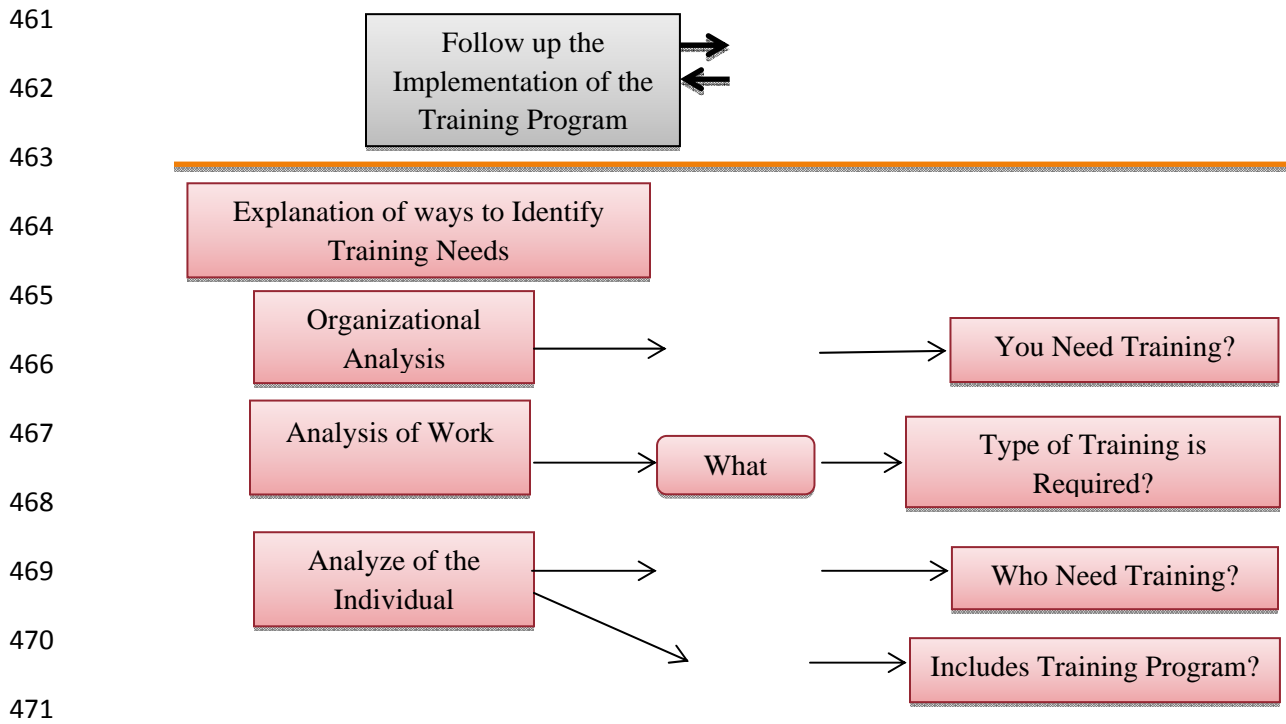 461
Follow up the
462
Implementation of the
Training Program
463
Explanation of ways to Identify
464
Training Needs
465
Organizational
Analysis
You Need Training?
466
467
Analysis of Work
What
Type of Training is
Required?
468
469
Analyze of the
Individual
Who Need Training?
470
Includes Training Program?
471